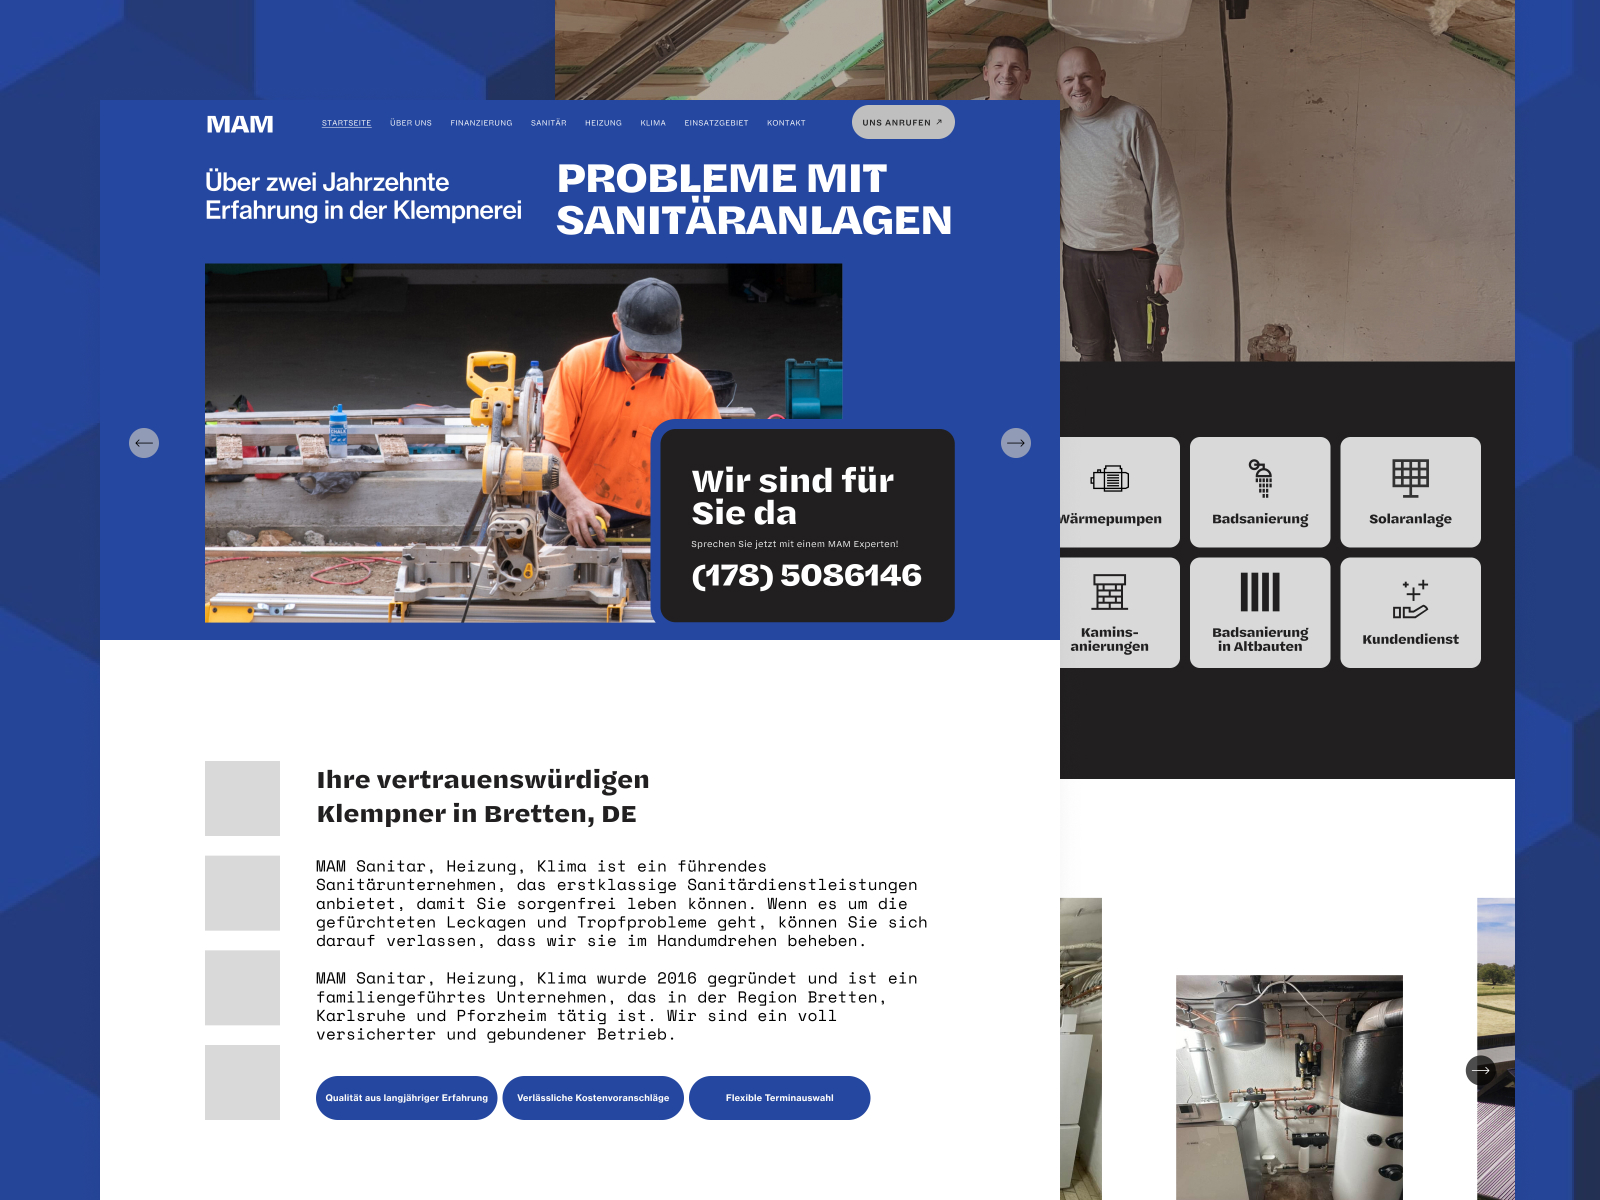 MAM
STARTSEITE ÜBER UNS FINANZIERUNG SANITÄR HEIZUNG KLIMA EINSATZGEBIET KONTAKT
UNS ANRUFEN ↗
Über zwei Jahrzehnte
Erfahrung in der Klempnerei
PROBLEME MIT
SANITÄRANLAGEN
CHALK
Wir sind für
Sie da
Sprechen Sie jetzt mit einem MAM Experten!
(178) 5086146
Wärmepumpen
Badsanierung
Solaranlage
Kamins-
anierungen
Badsanierung
in Altbauten
Kundendienst
Ihre vertrauenswürdigen
Klempner in Bretten, DE
MAM Sanitar, Heizung, Klima ist ein führendes
Sanitärunternehmen, das erstklassige Sanitärdienstleistungen
anbietet, damit Sie sorgenfrei leben können. Wenn es um die
gefürchteten Leckagen und Tropfprobleme geht, können Sie sich
darauf verlassen, dass wir sie im Handumdrehen beheben.
MAM Sanitar, Heizung, Klima wurde 2016 gegründet und ist ein
familiengeführtes Unternehmen, das in der Region Bretten,
Karlsruhe und Pforzheim tätig ist. Wir sind ein voll
versicherter und gebundener Betrieb.
Qualität aus langjähriger Erfahrung
Verlässliche Kostenvoranschläge
Flexible Terminauswahl